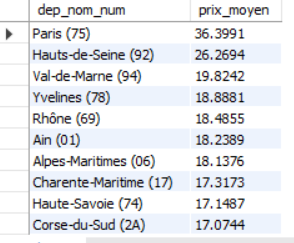 dep_nom_num prix_moyen
Paris (75) 36.3991
Hauts-de-Seine (92) 26.2694
Val-de-Marne (94) 19.8242
Yvelines (78) 18.8881
Rhône (69) 18.4855
Ain (01) 18.2389
Alpes-Maritimes (06) 18.1376
Charente-Maritime (17) 17.3173
Haute-Savoie (74) 17.1487
Corse-du-Sud (2A) 17.0744